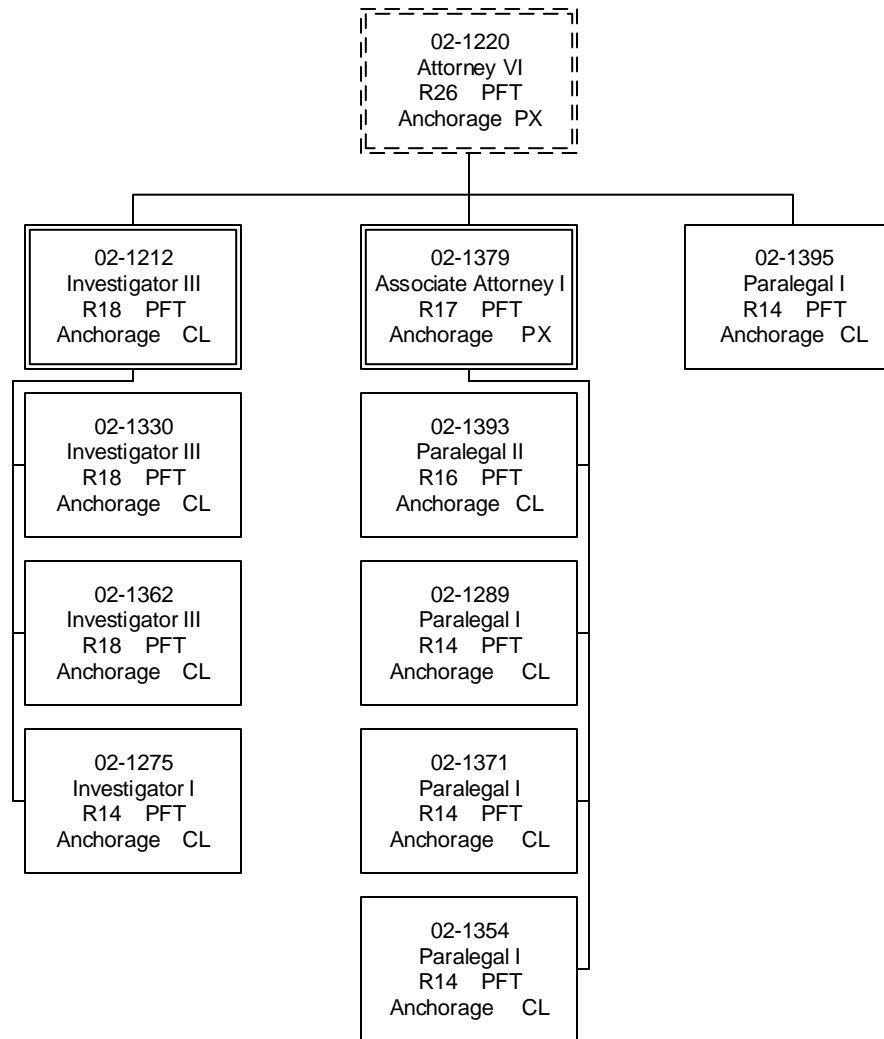 02-1220
Attorney VI
R26 PFT
Anchorage PX
02-1212
Investigator III
R18 PFT
Anchorage CL
02-1379
Associate Attorney I
R17 PFT
Anchorage PX
02-1395
Paralegal I
R14 PFT
Anchorage CL
02-1330
Investigator III
R18 PFT
Anchorage CL
02-1393
Paralegal II
R16 PFT
Anchorage CL
02-1362
Investigator III
R18 PFT
Anchorage CL
02-1289
Paralegal I
R14 PFT
Anchorage CL
02-1275
Investigator I
R14 PFT
Anchorage CL
02-1371
Paralegal I
R14 PFT
Anchorage CL
02-1354
Paralegal I
R14 PFT
Anchorage CL